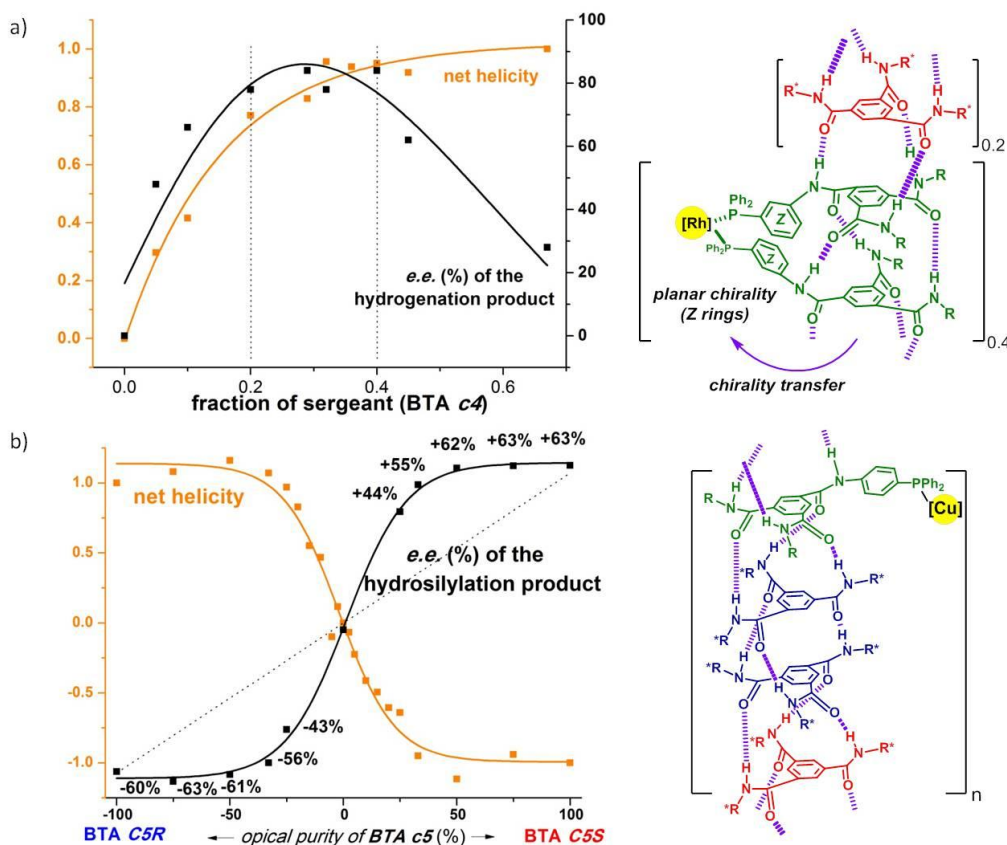 a)
1.0
0.8
0.6
0.4
0.2
0.0
net helicity
e.e. (%) of the
hydrogenation product
100
80
60
40
20
0
0.0
0.2
0.4
0.6
fraction of sergeant (BTA c4)
H
R*
N
H
R*
N
O
H
N
R*
O
O
0.2
H
H
N
R
Ph2
P
N
O
H
O
[Rh]
Z
O
N
R
Ph2P
Z
H
N
R
H
N
H
N
R
O
O
O
planar chirality
(Z rings)
0.4
chirality transfer
b)
1.0
0.5
0.0
-0.5
-1.0
net helicity
+62%
+63%
+63%
+55%
+44%
e.e. (%) of the
hydrosilylation product
-43%
-56%
-60%
-63%
-61%
-100
-50
0
50
100
BTA C5R
opical purity of BTA c5 (%)
BTA C5S
H
H
N
PPh2
R
N
O
O
[Cu]
O
H
N
R
O
H
N
*R
O
H
N
R*
H
N
*R
O
O
H
N
*R
H
N
R*
H
N
*R
O
O
O
H
N
R*
H
N
*R
O
H
N
R*
H
N
*R
O
O
O
n